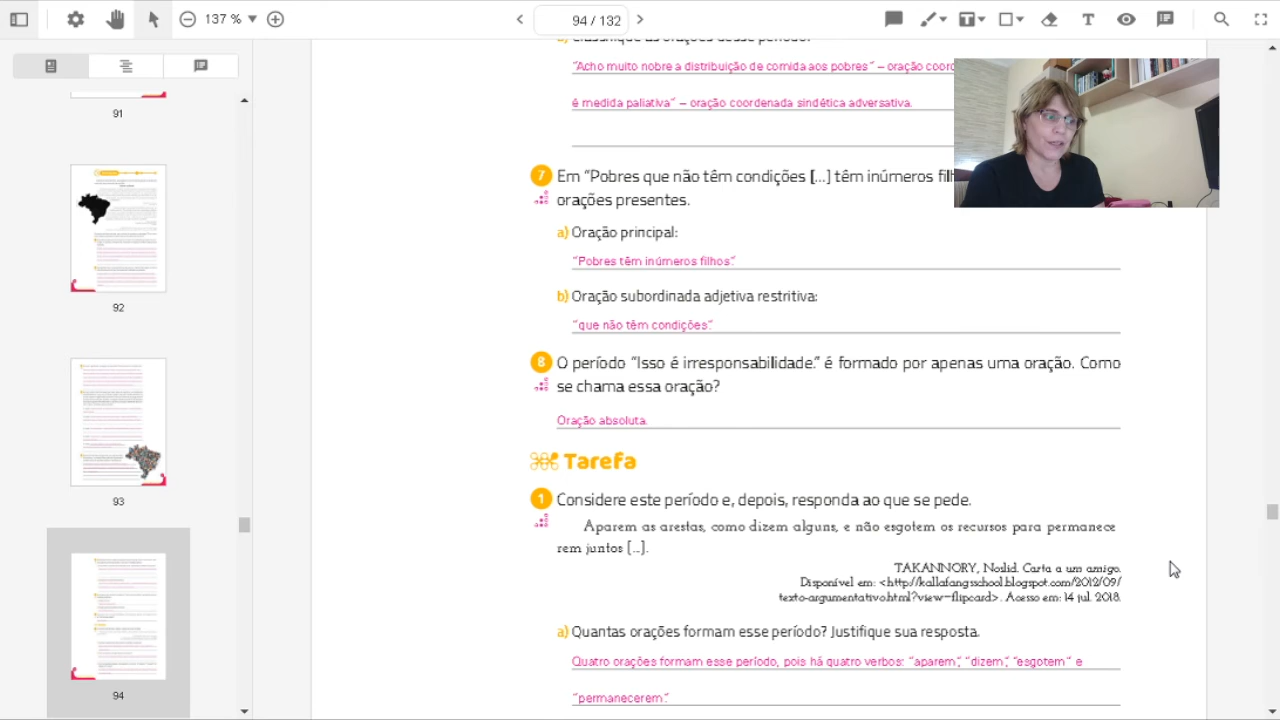 137 %
94 / 132
91
92
93
94
Classifique as orações desse período.
"Acho muito nobre a distribuição de comida aos pobres" – oração coord
é medida paliativa" – oração coordenada sindética adversativa.
7 Em "Pobres que não têm condições [...] têm inúmeros fil
orações presentes.
a) Oração principal:
"Pobres têm inúmeros filhos".
b) Oração subordinada adjetiva restritiva:
"que não têm condições".
8 O período "Isso é irresponsabilidade." é formado por apenas uma oração. Como
se chama essa oração?
Oração absoluta.
Tarefa
1 Considere este período e, depois, responda ao que se pede.
Aparem as arestas, como dizem alguns, e não esgotem os recursos para permanece
rem juntos [...].
TAKANNORY, Noslid. Carta a um amigo.
Disponível em: <http://kallafangsschool.blogspot.com/2012/09/
texto-argumentativo.html?view=flipcard>. Acesso em: 14 jul. 2018.
a) Quantas orações formam esse período? Justifique sua resposta.
Quatro orações formam esse período, pois há quatro verbos: "aparem", "dizem", "esgotem" e
"permanecerem".